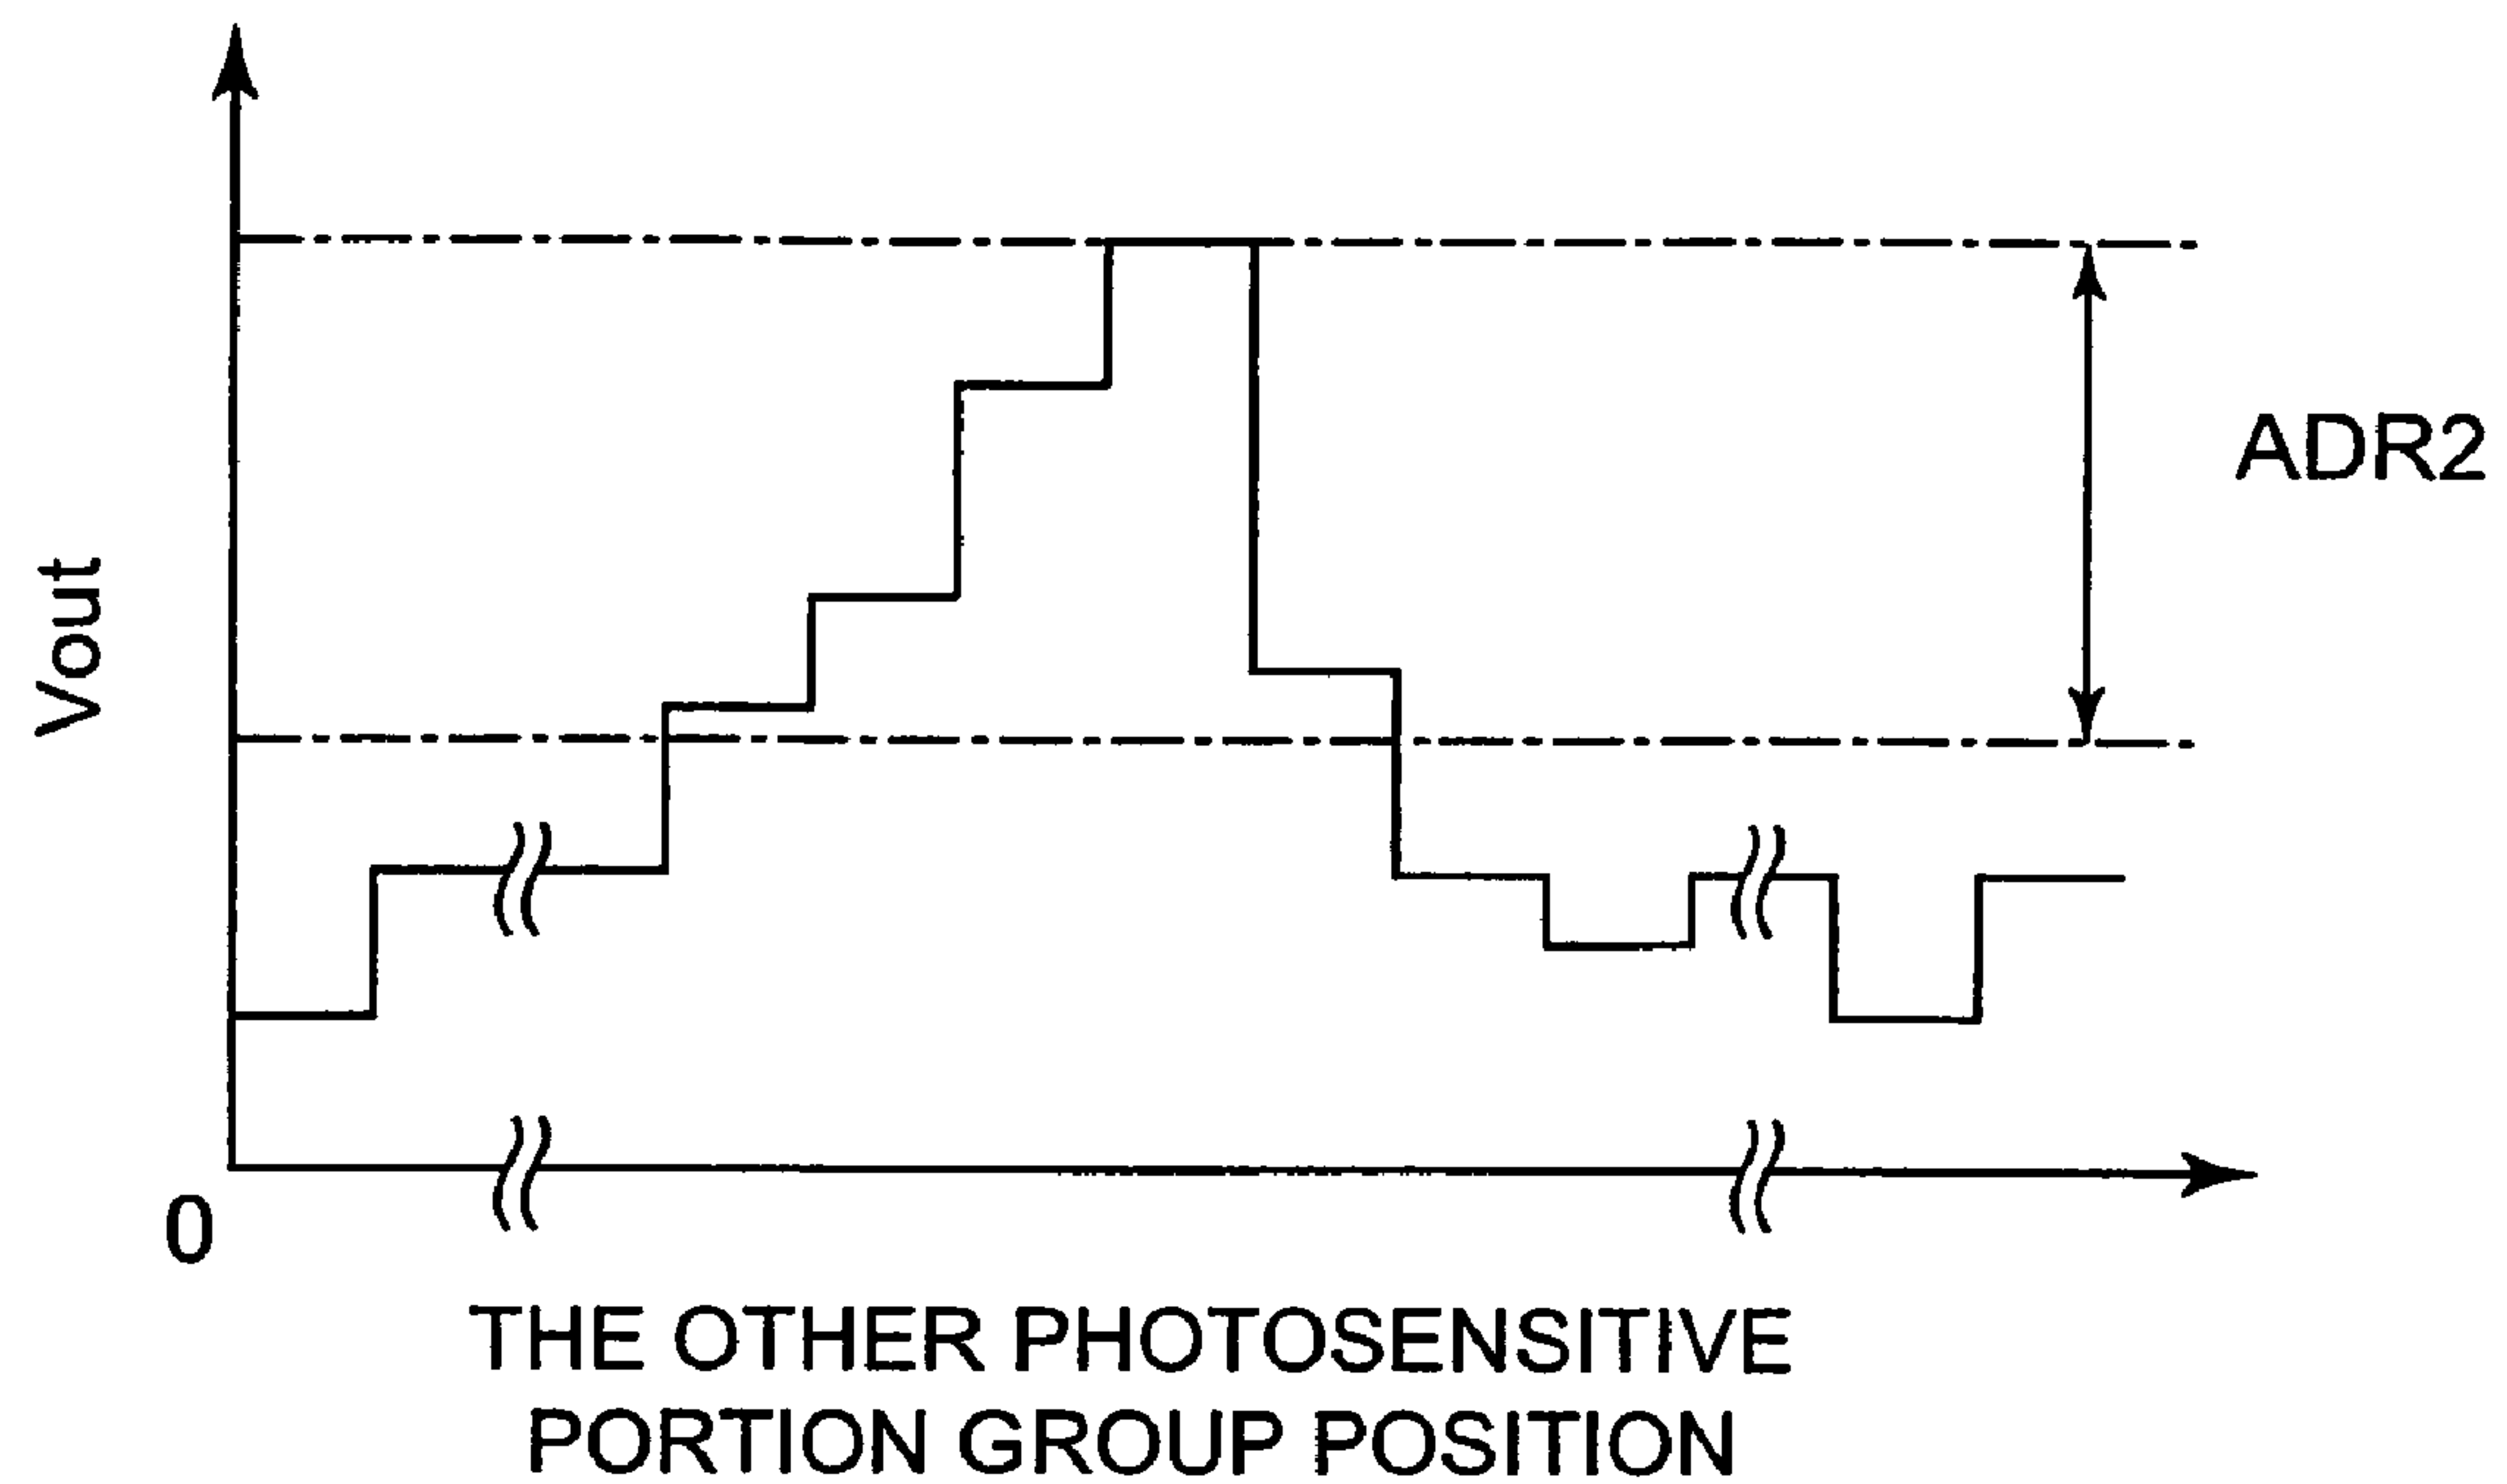 ADR2
Vout
0
THE OTHER PHOTOSENSITIVE
PORTION GROUP POSITION